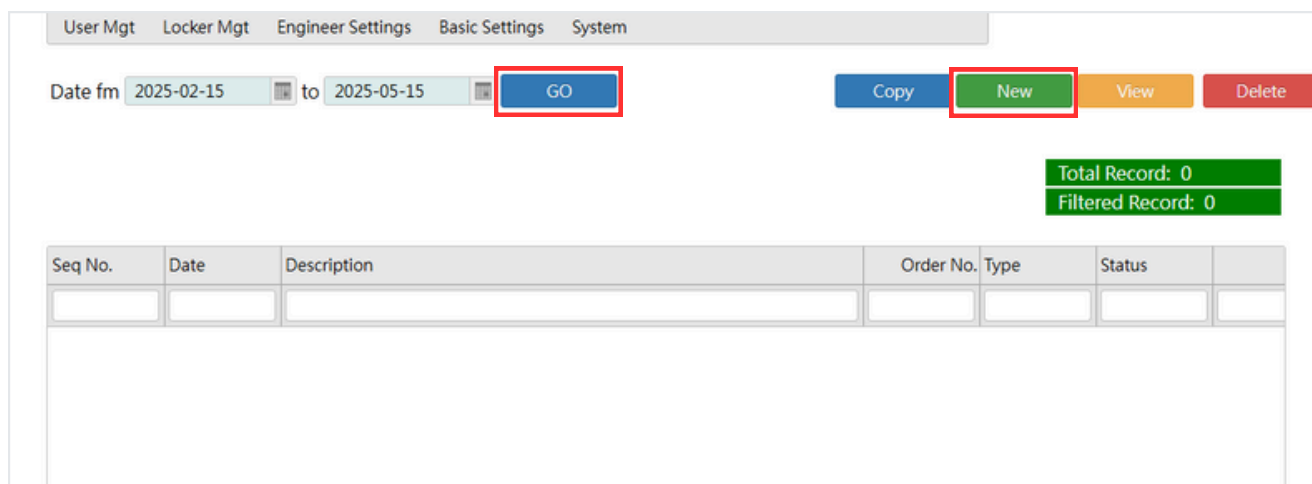 User Mgt Locker Mgt Engineer Settings Basic Settings System
Date fm 2025-02-15 to 2025-05-15 GO Copy New View Delete
Total Record: 0
Filtered Record: 0
Seq No. Date Description Order No. Type Status